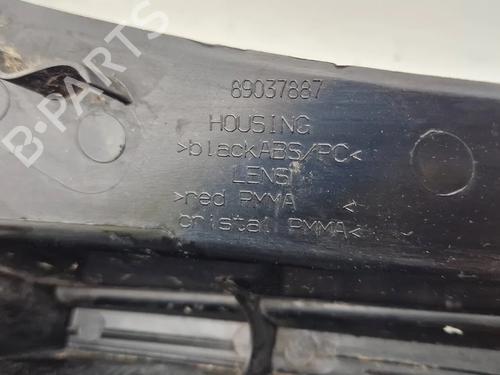 B-PARTS
89037887
HOUSING
>blackABS/PC<
LENS
>red PMMA <
cristal PMMA<